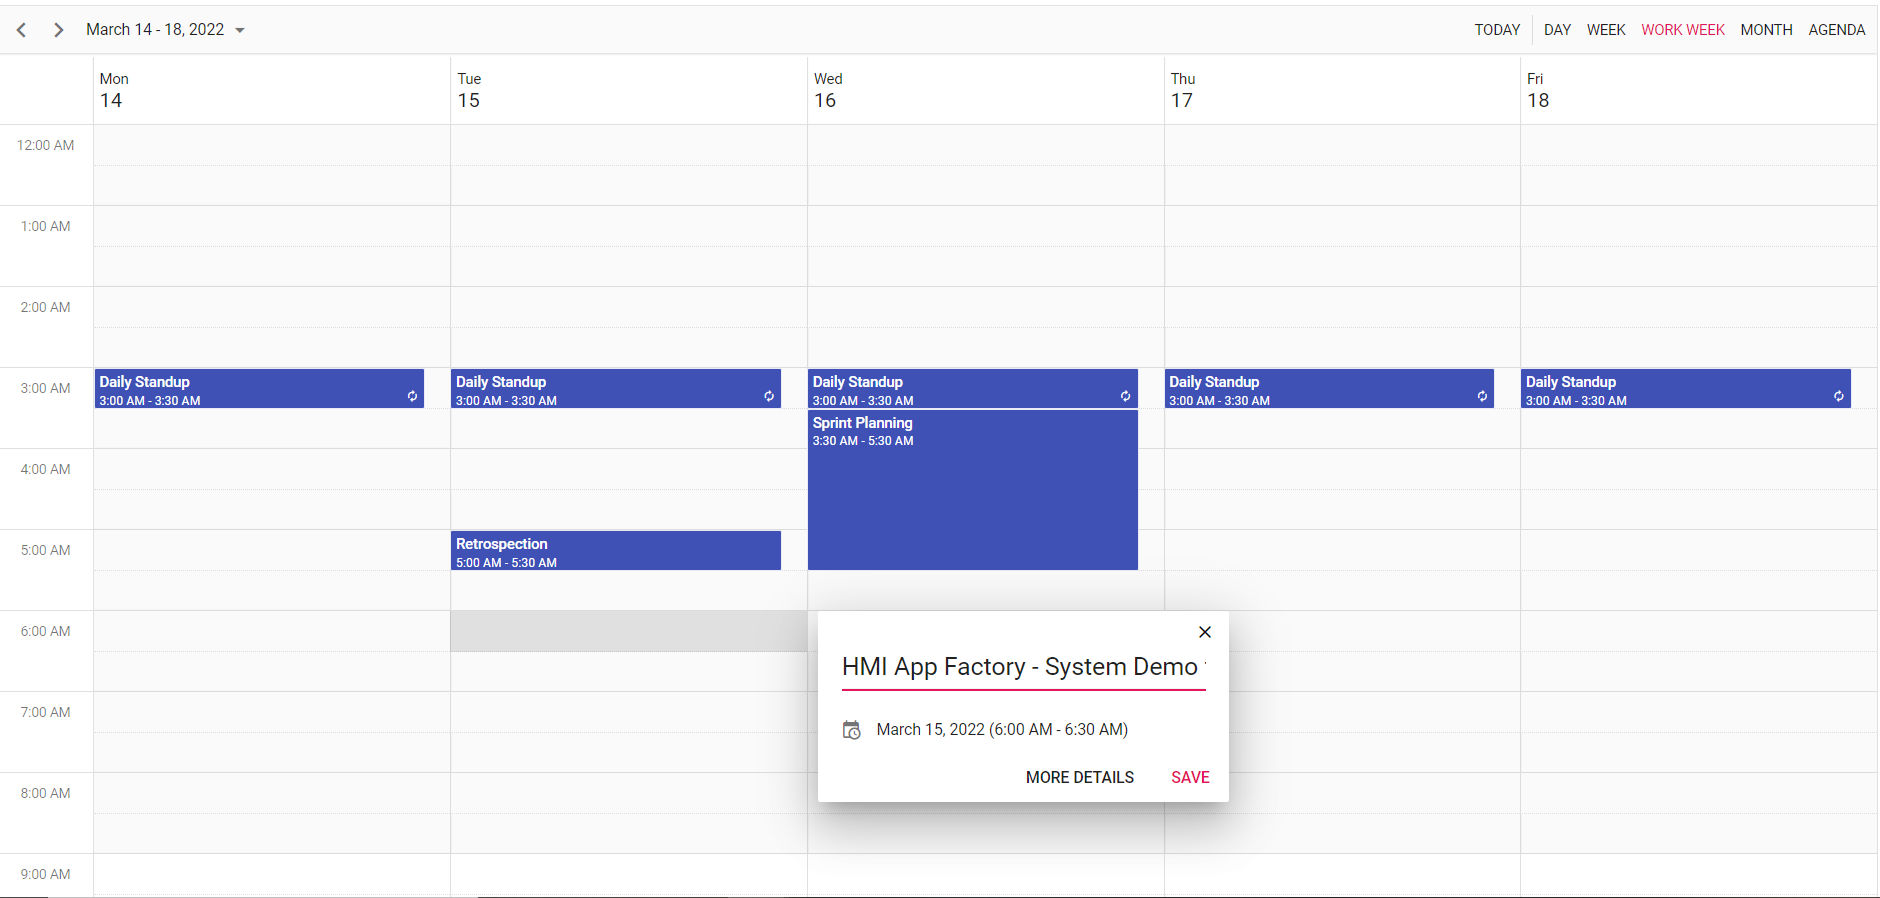 March 14 - 18, 2022
TODAY DAY WEEK WORK WEEK MONTH AGENDA
Mon Tue Wed Thu Fri
14 15 16 17 18
12:00 AM
1:00 AM
2:00 AM
3:00 AM
Daily Standup
3:00 AM - 3:30 AM
Daily Standup
3:00 AM - 3:30 AM
Daily Standup
3:00 AM - 3:30 AM
Daily Standup
3:00 AM - 3:30 AM
Daily Standup
3:00 AM - 3:30 AM
Sprint Planning
3:30 AM - 5:30 AM
4:00 AM
5:00 AM
Retrospection
5:00 AM - 5:30 AM
6:00 AM
HMI App Factory - System Demo
March 15, 2022 (6:00 AM - 6:30 AM)
MORE DETAILS SAVE
7:00 AM
8:00 AM
9:00 AM